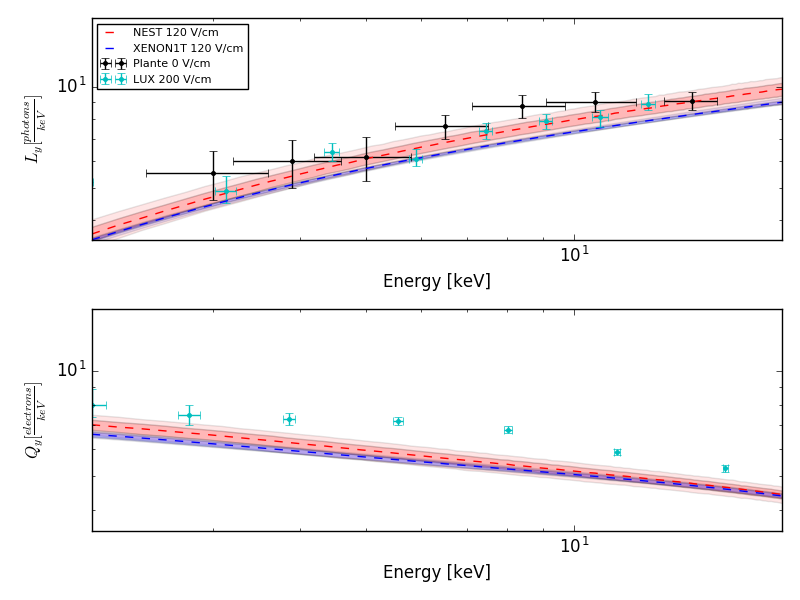 NEST 120 V/cm
XENON1T 120 V/cm
Plante 0 V/cm
LUX 200 V/cm
10¹
L_y[photons/keV]
10¹
Energy [keV]
10¹
Q_y[electrons/keV]
10¹
Energy [keV]